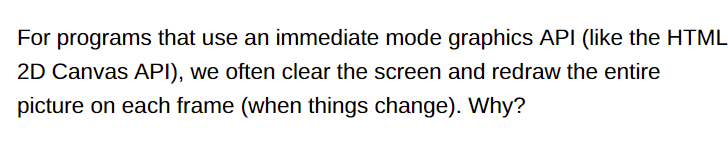 For programs that use an immediate mode graphics API (like the HTML
2D Canvas API), we often clear the screen and redraw the entire
picture on each frame (when things change). Why?